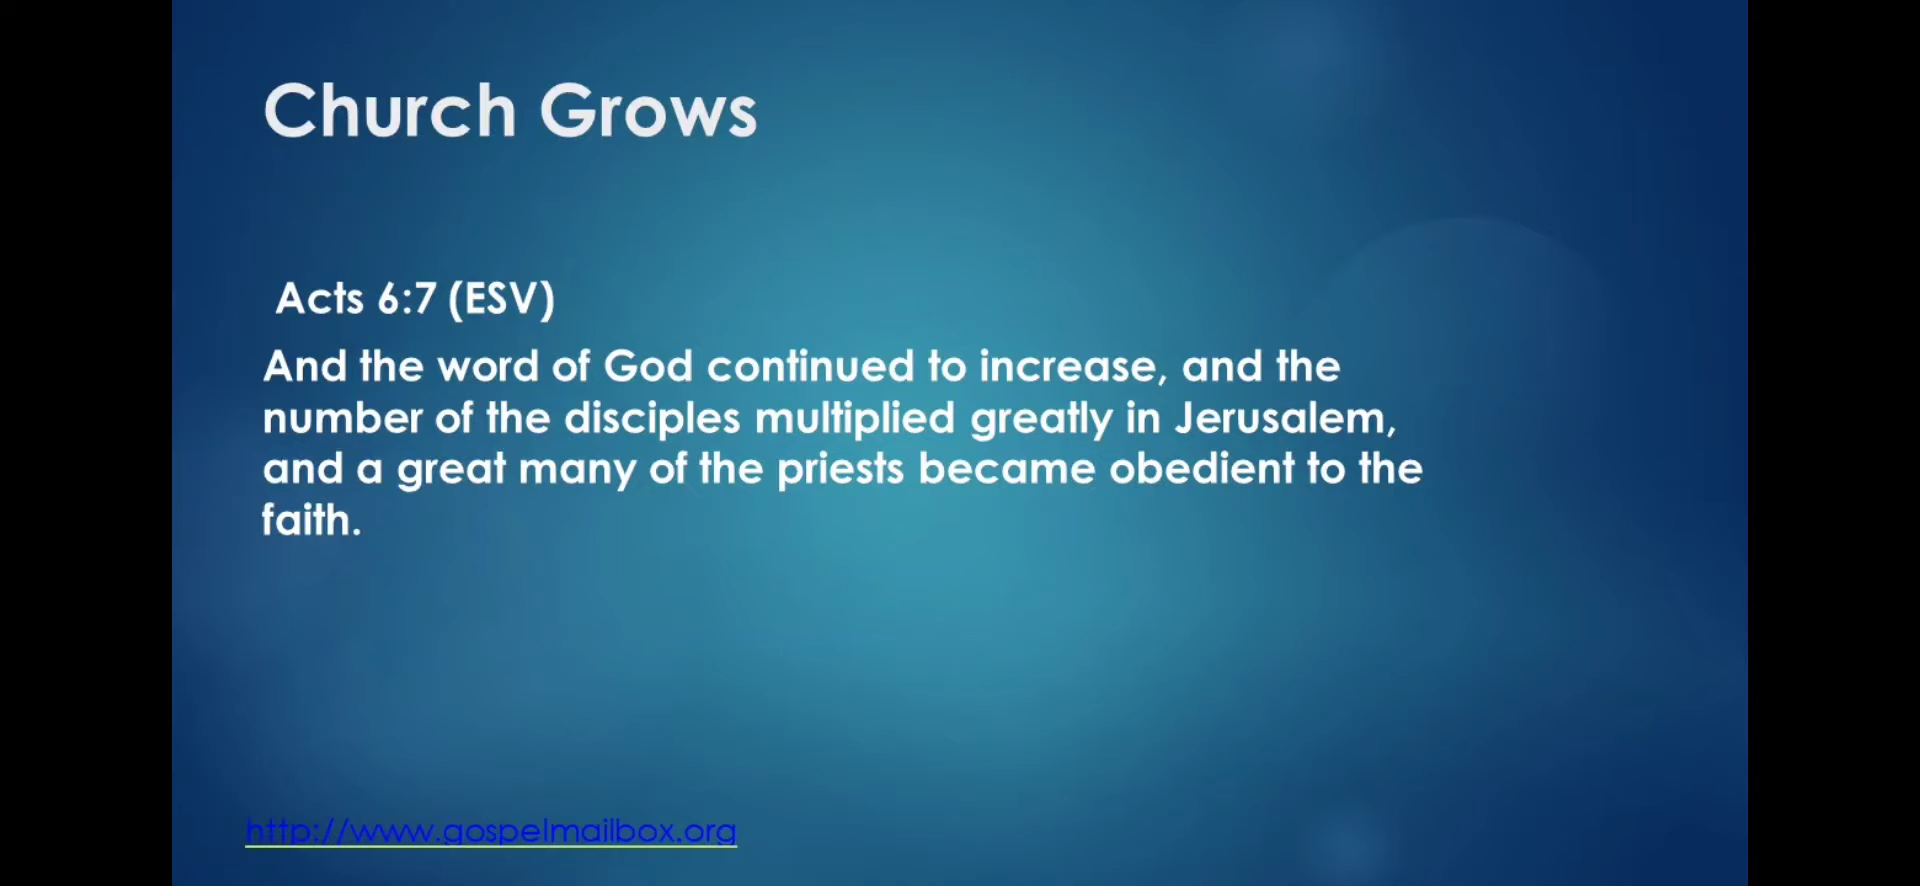 Church Grows
Acts 6:7 (ESV)
And the word of God continued to increase, and the
number of the disciples multiplied greatly in Jerusalem,
and a great many of the priests became obedient to the
faith.
http://www.gospelmailbox.org